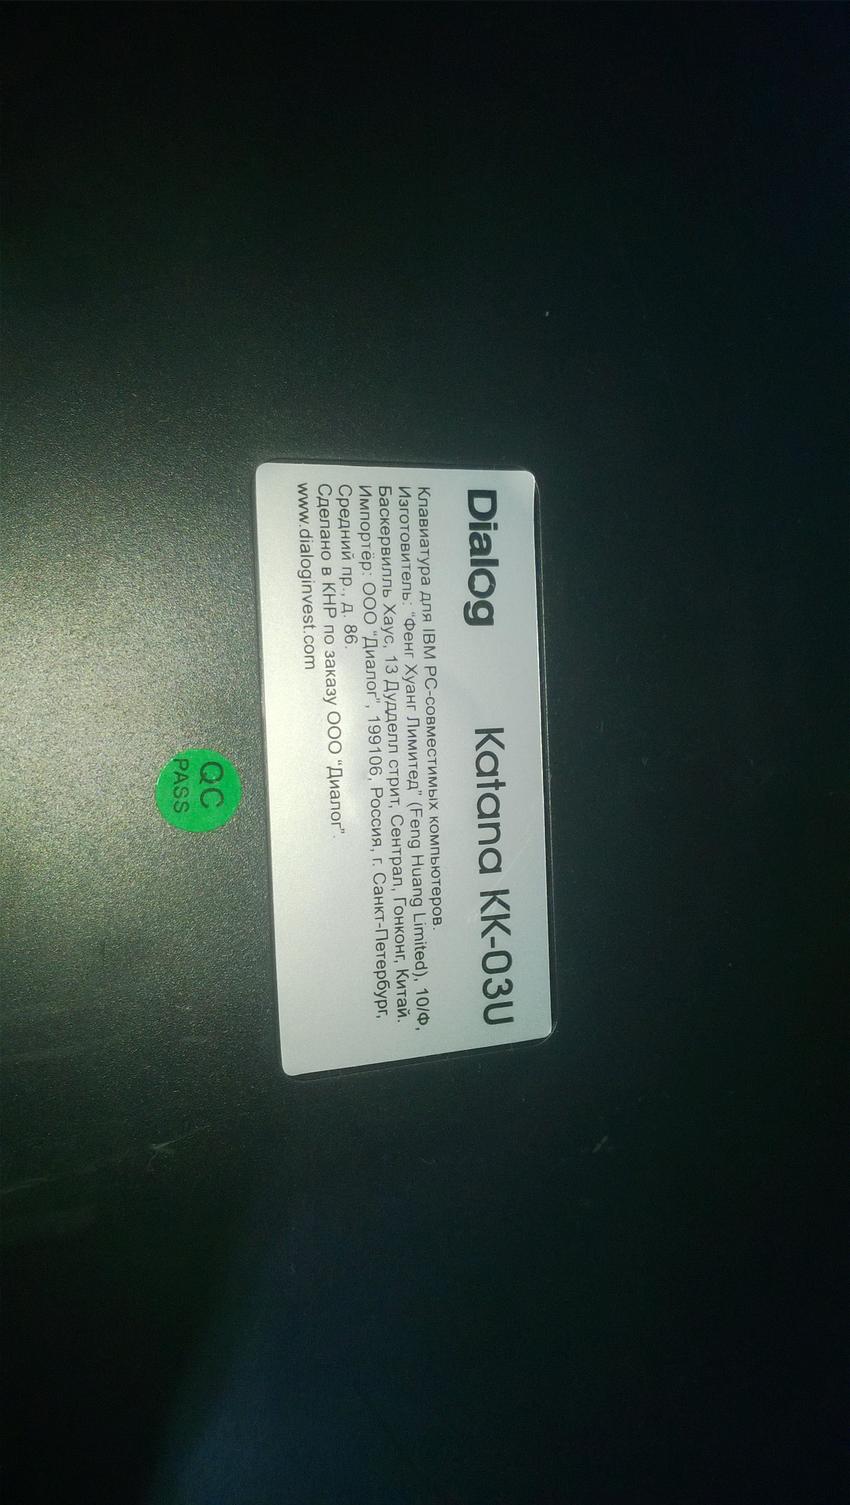 Dialog Katana KK-03U
Клавиатура для IBM PC-совместимых компьютеров.
Изготовитель: "Фенг Хуанг Лимитед" (Feng Huang Limited), 10/Ф,
Баскервилль Хаус, 13 Дудделл стрит, Сентрал, Гонконг, Китай.
Импортёр: ООО "Диалог", 199106, Россия, г. Санкт-Петербург,
Средний пр., д. 86.
Сделано в КНР по заказу ООО "Диалог".
www.dialoginvest.com
QC
PASS